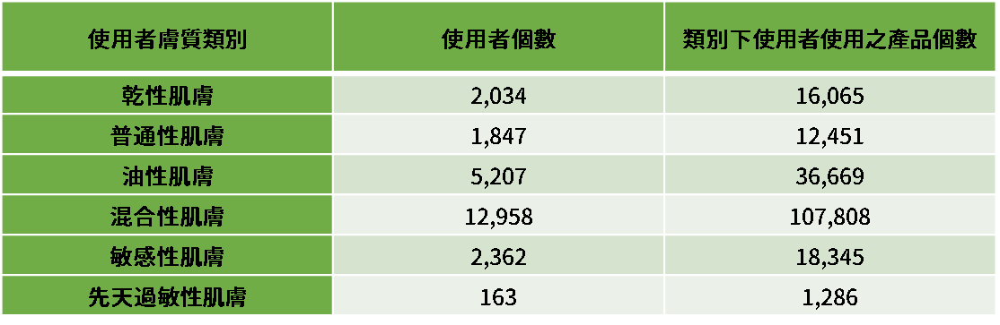 使用者膚質類別 使用者個數 類別下使用者使用之產品個數
乾性肌膚 2,034 16,065
普通性肌膚 1,847 12,451
油性肌膚 5,207 36,669
混合性肌膚 12,958 107,808
敏感性肌膚 2,362 18,345
先天過敏性肌膚 163 1,286